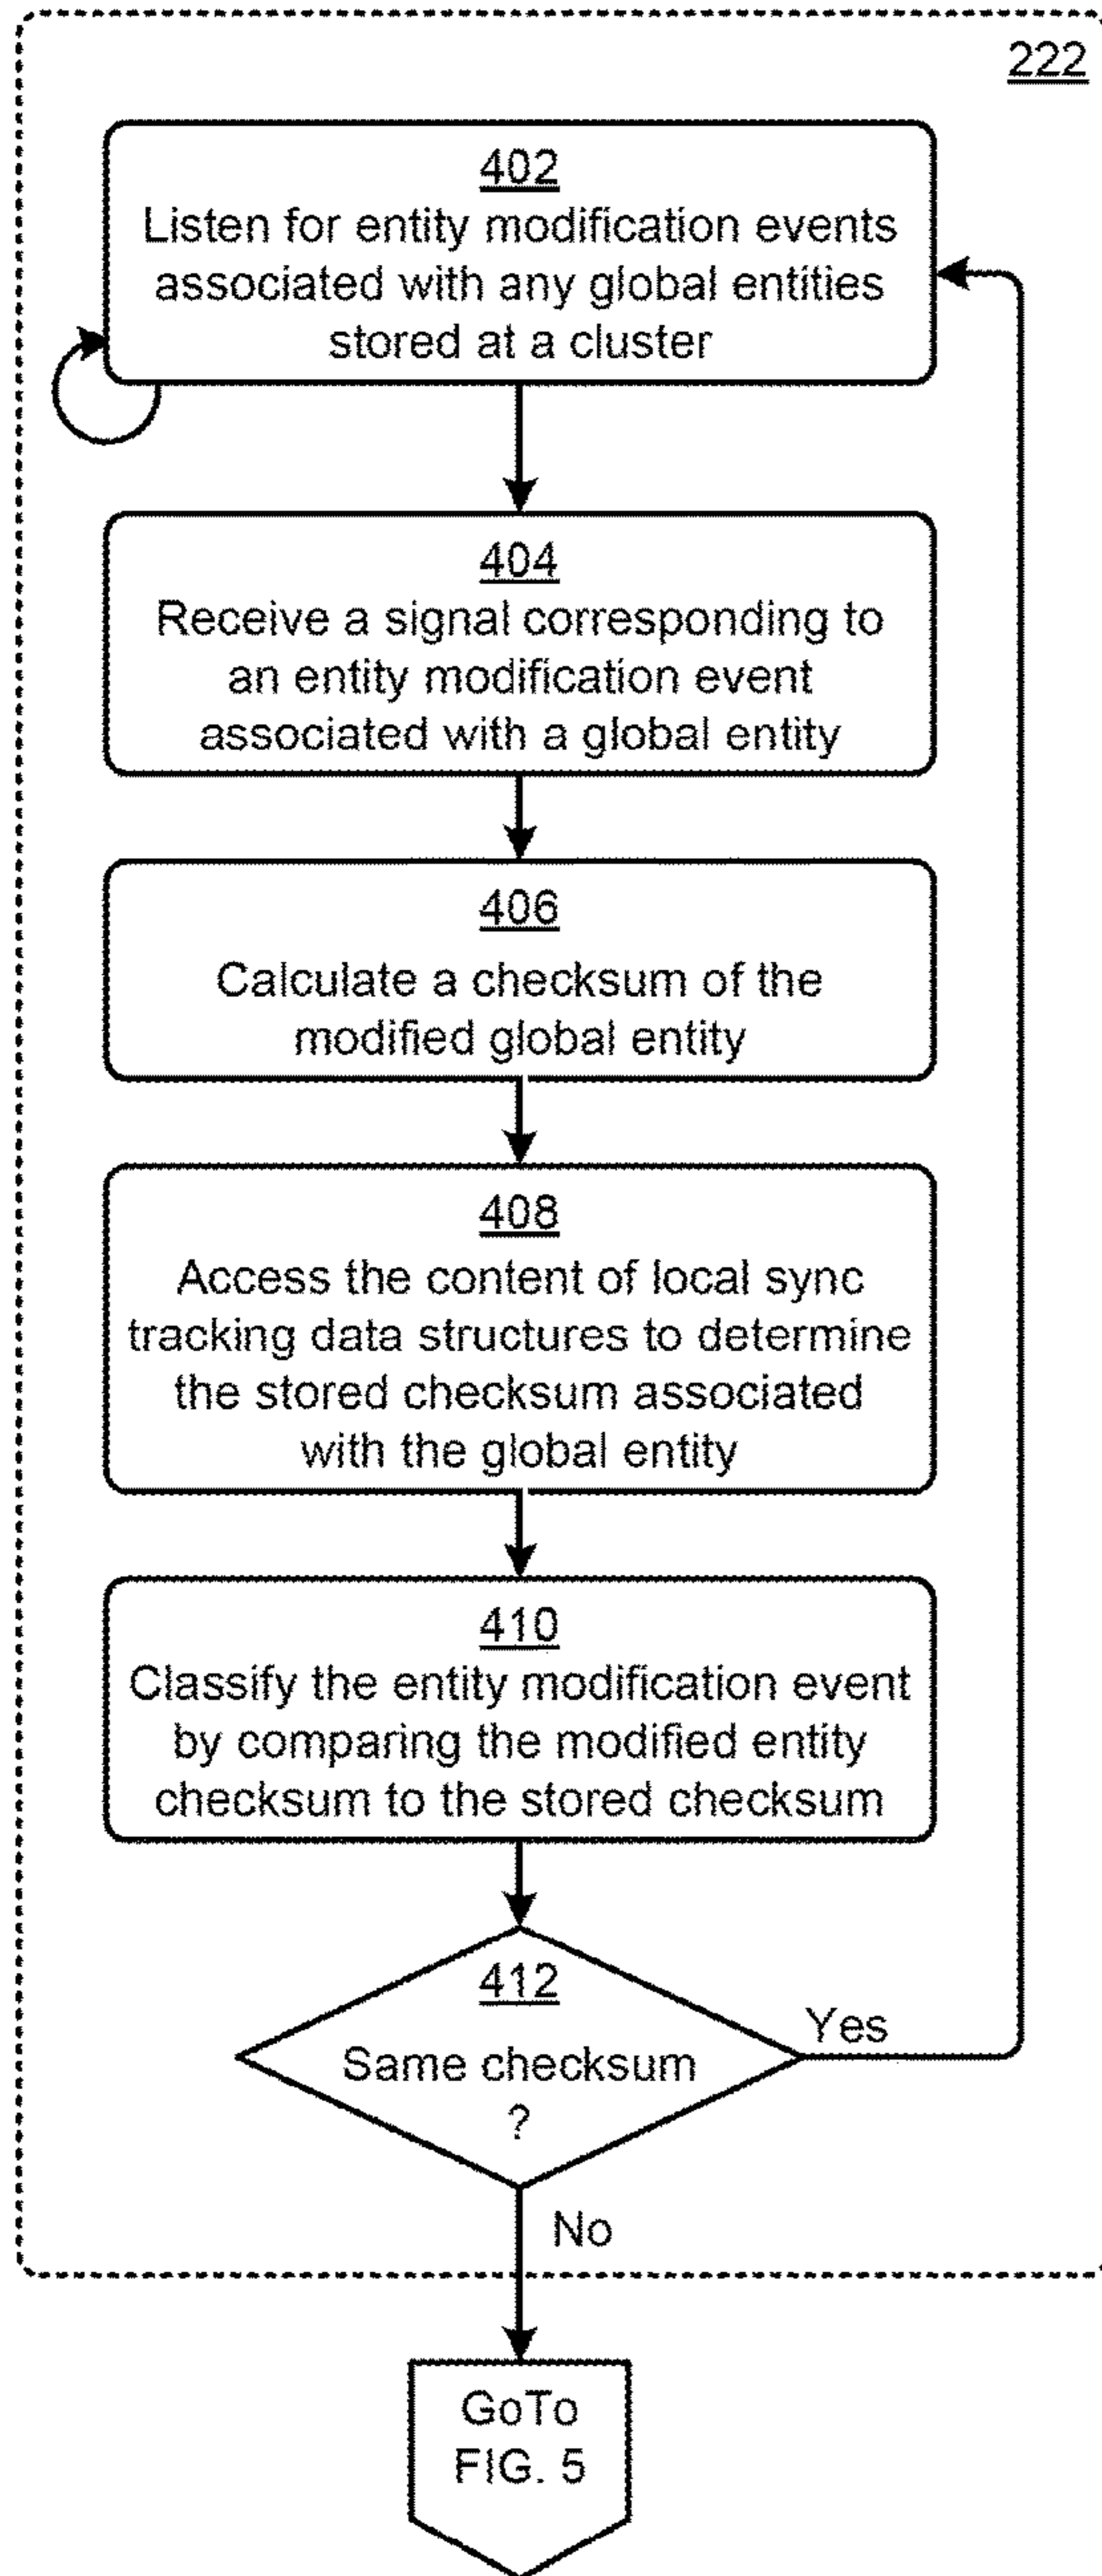 222
402
Listen for entity modification events
associated with any global entities
stored at a cluster
404
Receive a signal corresponding to
an entity modification event
associated with a global entity
406
Calculate a checksum of the
modified global entity
408
Access the content of local sync
tracking data structures to determine
the stored checksum associated
with the global entity
410
Classify the entity modification event
by comparing the modified entity
checksum to the stored checksum
412
Same checksum
?
Yes
No
GoTo
FIG. 5